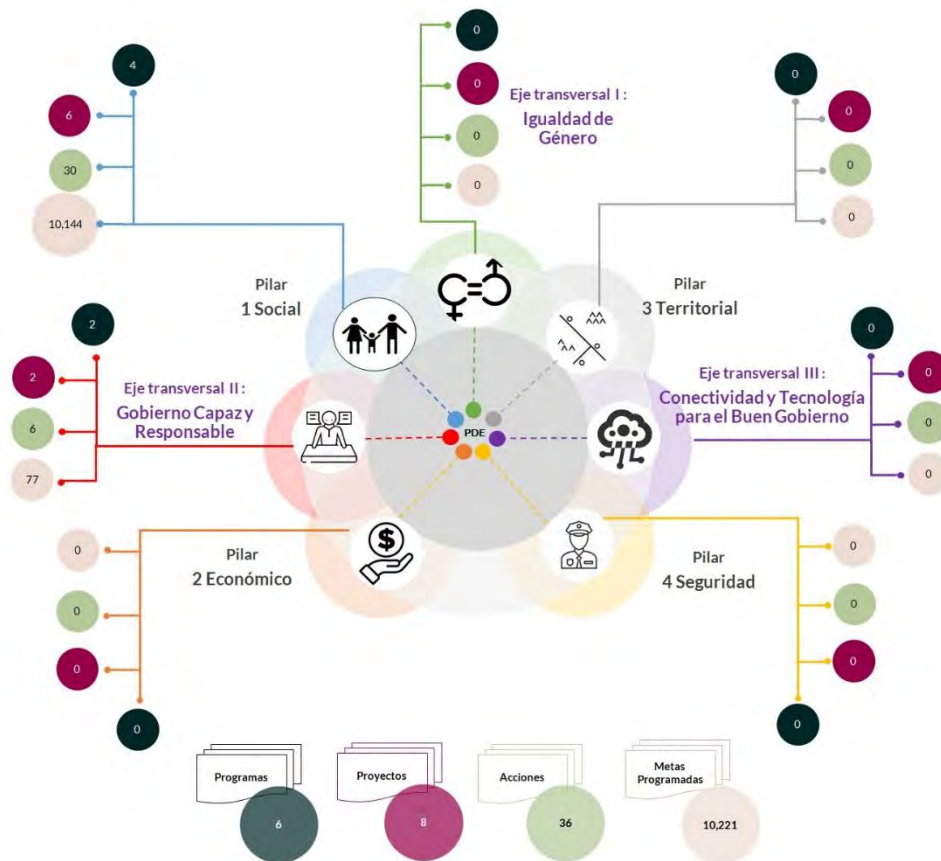 0
0
Eje transversal I :
Igualdad de
Género
0
0
4
6
30
10,144
0
0
0
0
Pilar
1 Social
Pilar
3 Territorial
2
2
6
77
Eje transversal II :
Gobierno Capaz y
Responsable
PDE
Eje transversal III :
Conectividad y Tecnología
para el Buen Gobierno
0
0
0
0
Pilar
2 Económico
0
0
0
0
Pilar
4 Seguridad
0
0
0
0
Programas
6
Proyectos
8
Acciones
36
Metas
Programadas
10,221